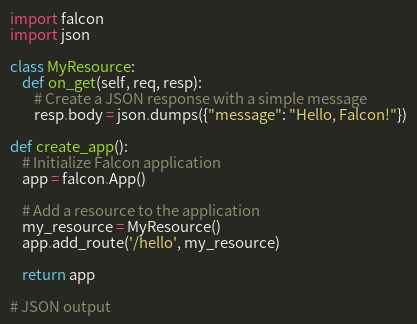 import falcon
import json
class MyResource:
def on_get(self, req, resp):
# Create a JSON response with a simple message
resp.body = json.dumps({"message": "Hello, Falcon!"})
def create_app():
# Initialize Falcon application
app = falcon.App()
# Add a resource to the application
my_resource = MyResource()
app.add_route('/hello', my_resource)
return app
# JSON output